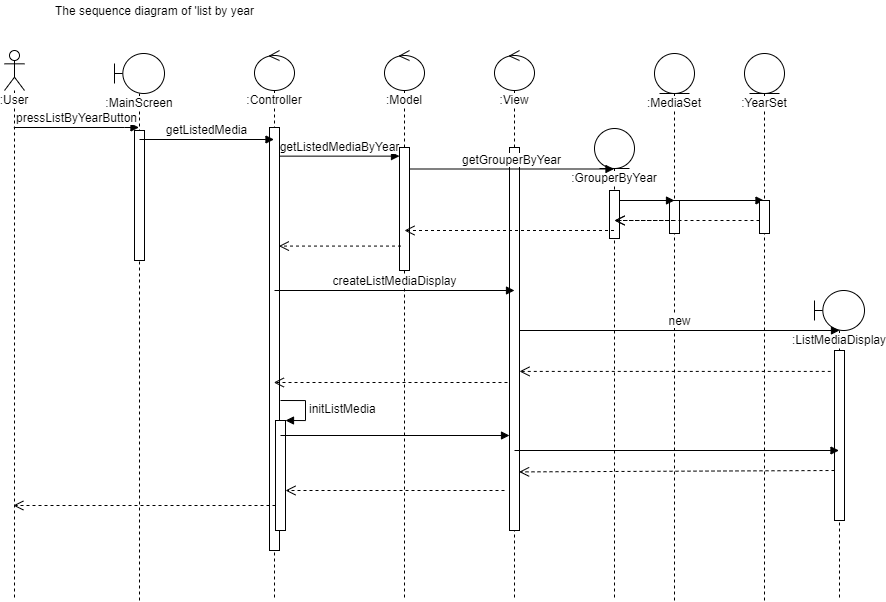 The sequence diagram of 'list by year
:User
:MainScreen
:Controller
:Model
:View
:MediaSet
:YearSet
pressListByYearButton
getListedMedia
getListedMediaByYear
getGrouperByYear
:GrouperByYear
createListMediaDisplay
new
:ListMediaDisplay
initListMedia